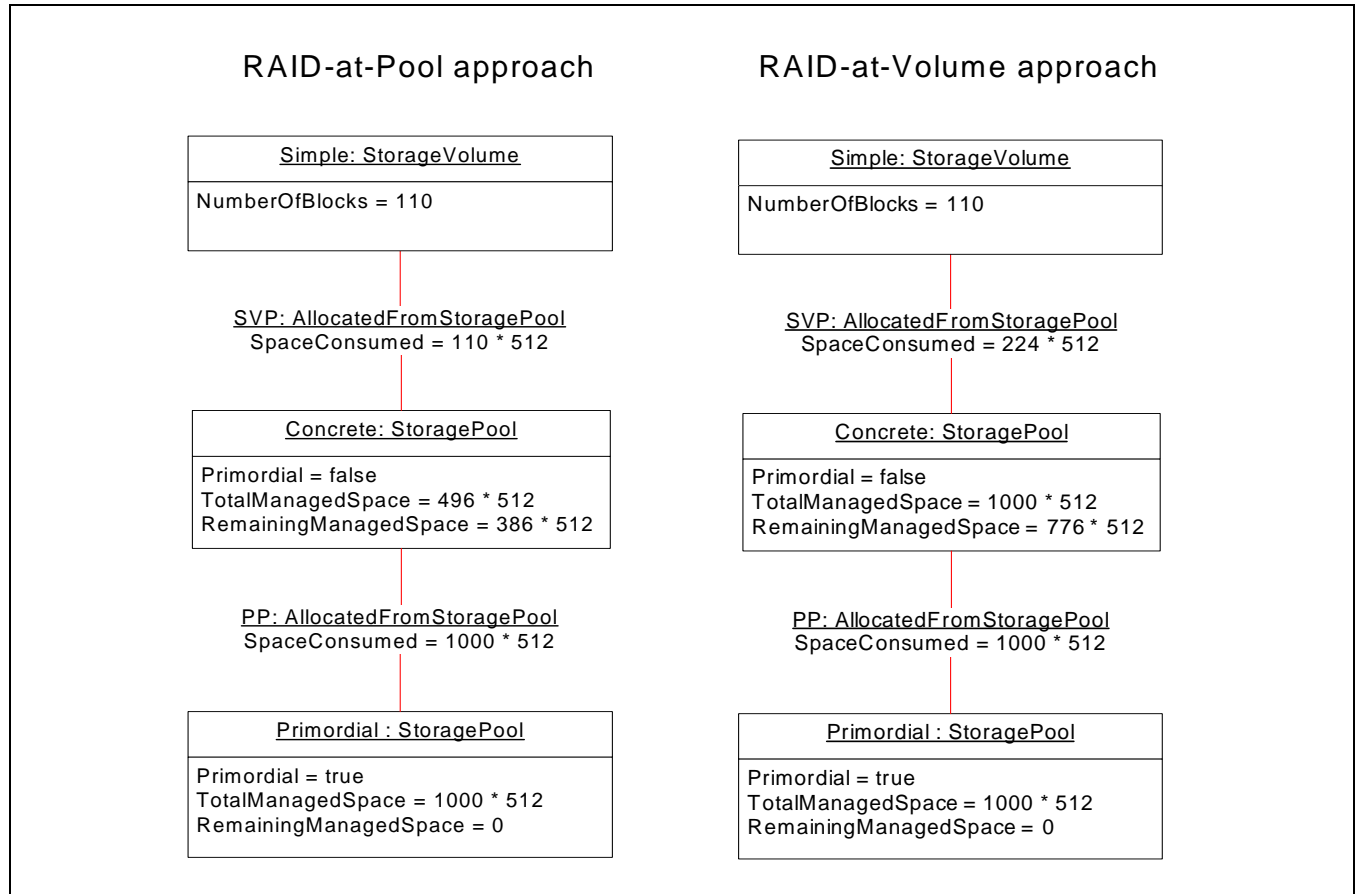 RAID-at-Pool approach
Simple: StorageVolume
NumberOfBlocks = 110
SVP: AllocatedFromStoragePool
SpaceConsumed = 110 * 512
Concrete: StoragePool
Primordial = false
TotalManagedSpace = 496 * 512
RemainingManagedSpace = 386 * 512
PP: AllocatedFromStoragePool
SpaceConsumed = 1000 * 512
Primordial : StoragePool
Primordial = true
TotalManagedSpace = 1000 * 512
RemainingManagedSpace = 0
RAID-at-Volume approach
Simple: StorageVolume
NumberOfBlocks = 110
SVP: AllocatedFromStoragePool
SpaceConsumed = 224 * 512
Concrete: StoragePool
Primordial = false
TotalManagedSpace = 1000 * 512
RemainingManagedSpace = 776 * 512
PP: AllocatedFromStoragePool
SpaceConsumed = 1000 * 512
Primordial : StoragePool
Primordial = true
TotalManagedSpace = 1000 * 512
RemainingManagedSpace = 0